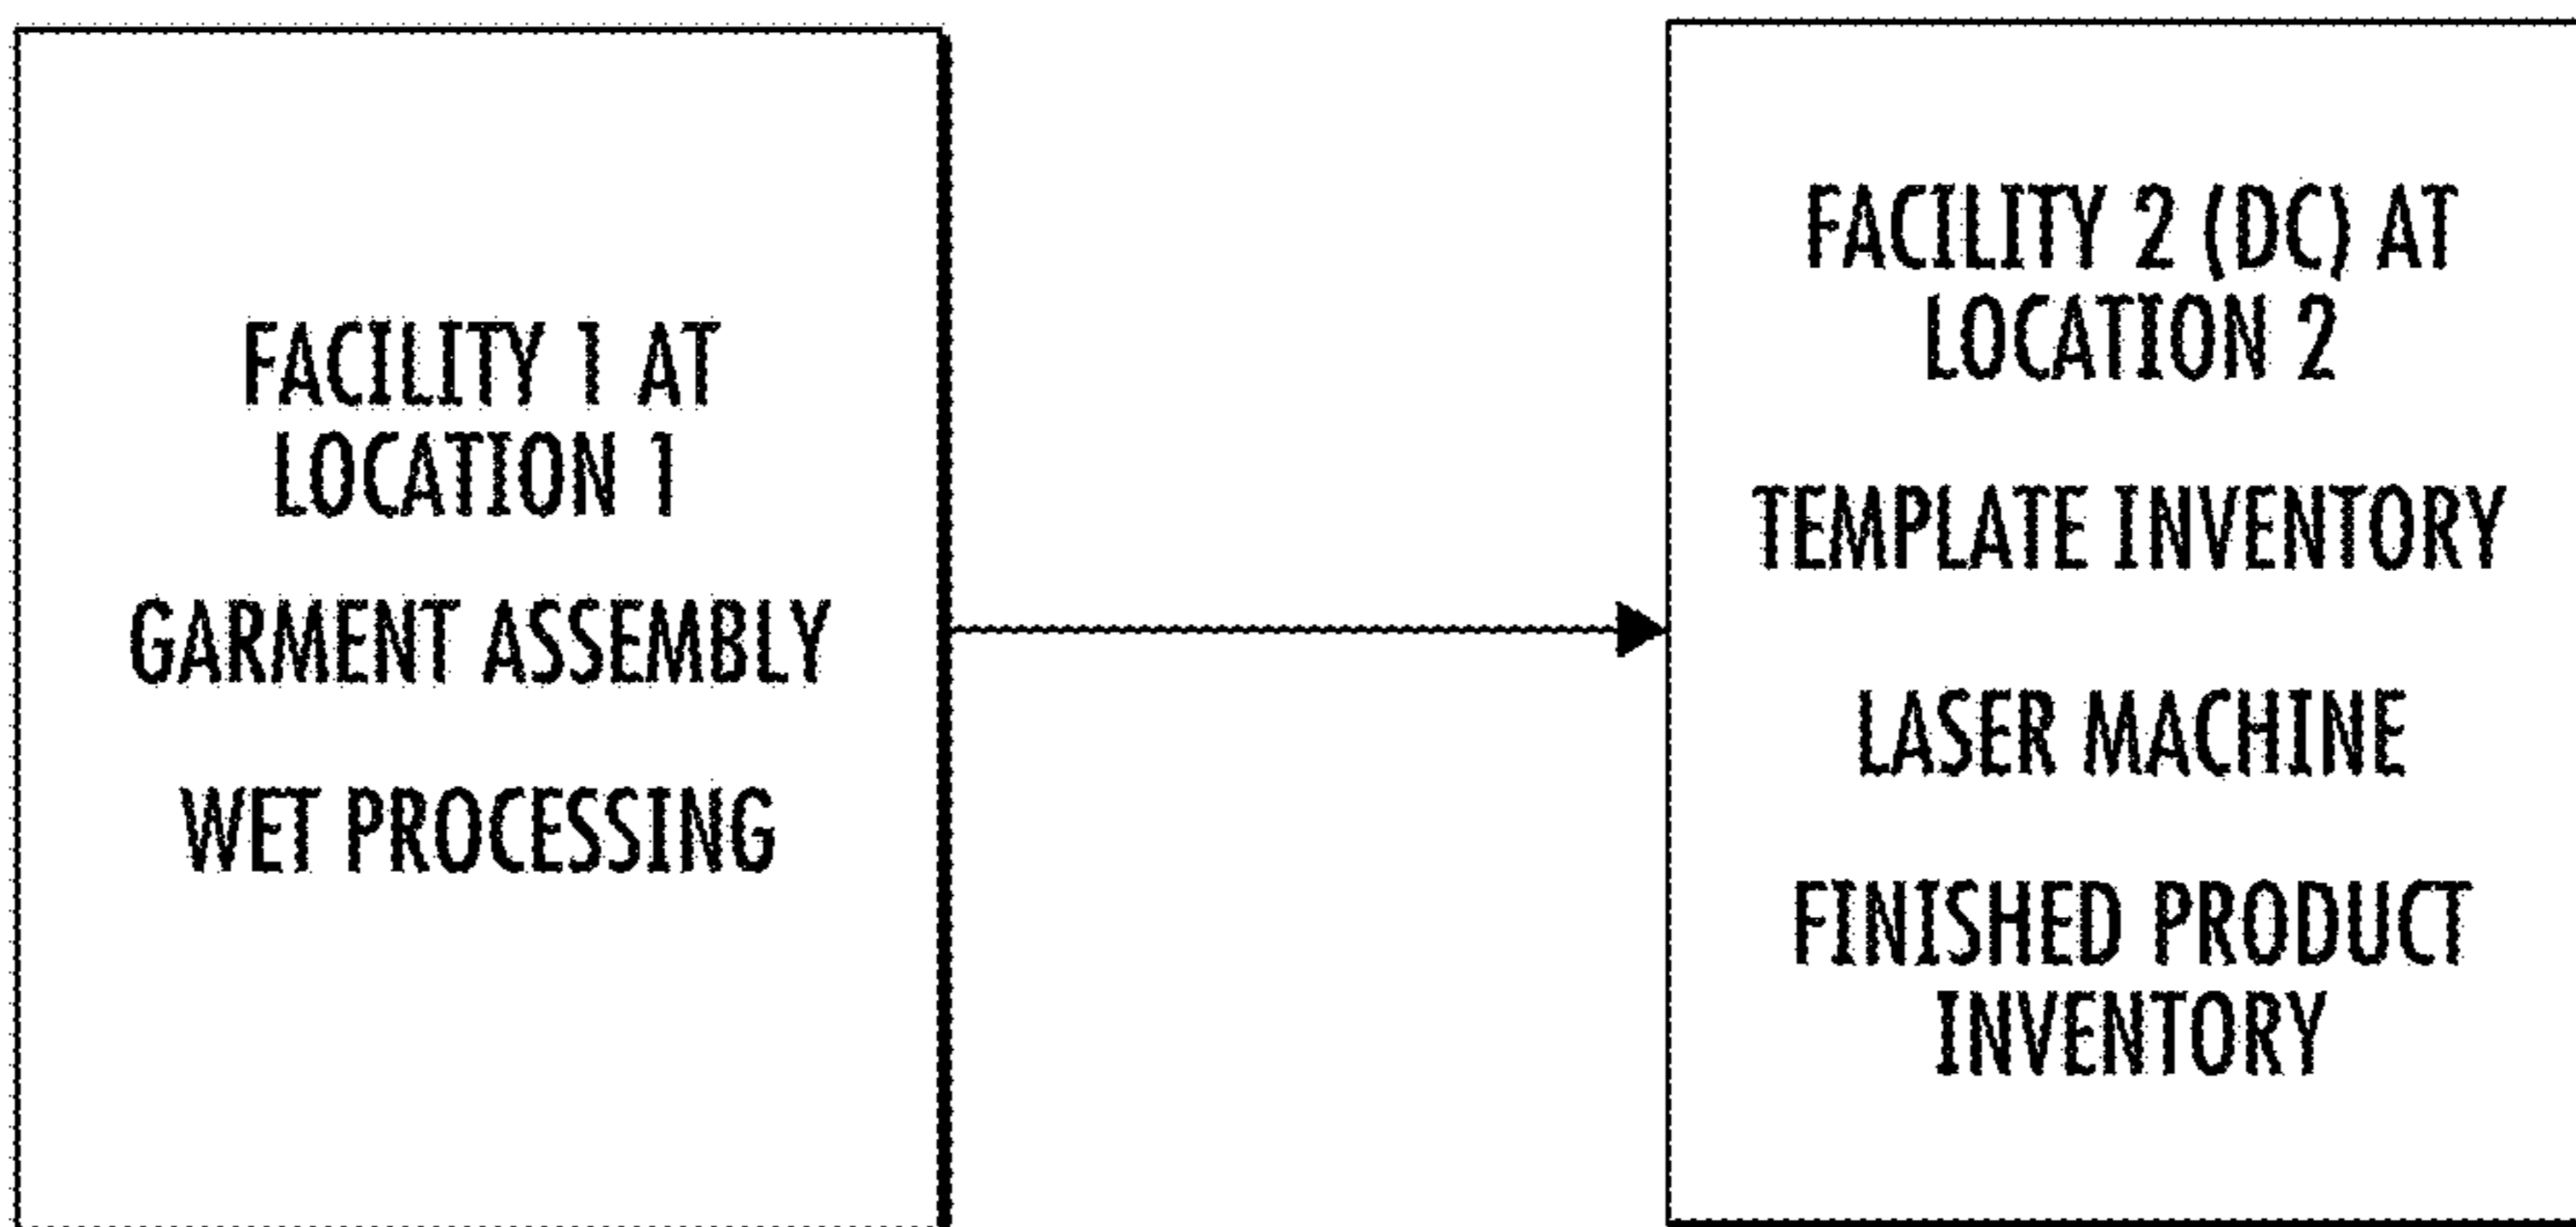 FACILITY 1 AT
LOCATION 1
GARMENT ASSEMBLY
WET PROCESSING
FACILITY 2 (DC) AT
LOCATION 2
TEMPLATE INVENTORY
LASER MACHINE
FINISHED PRODUCT
INVENTORY